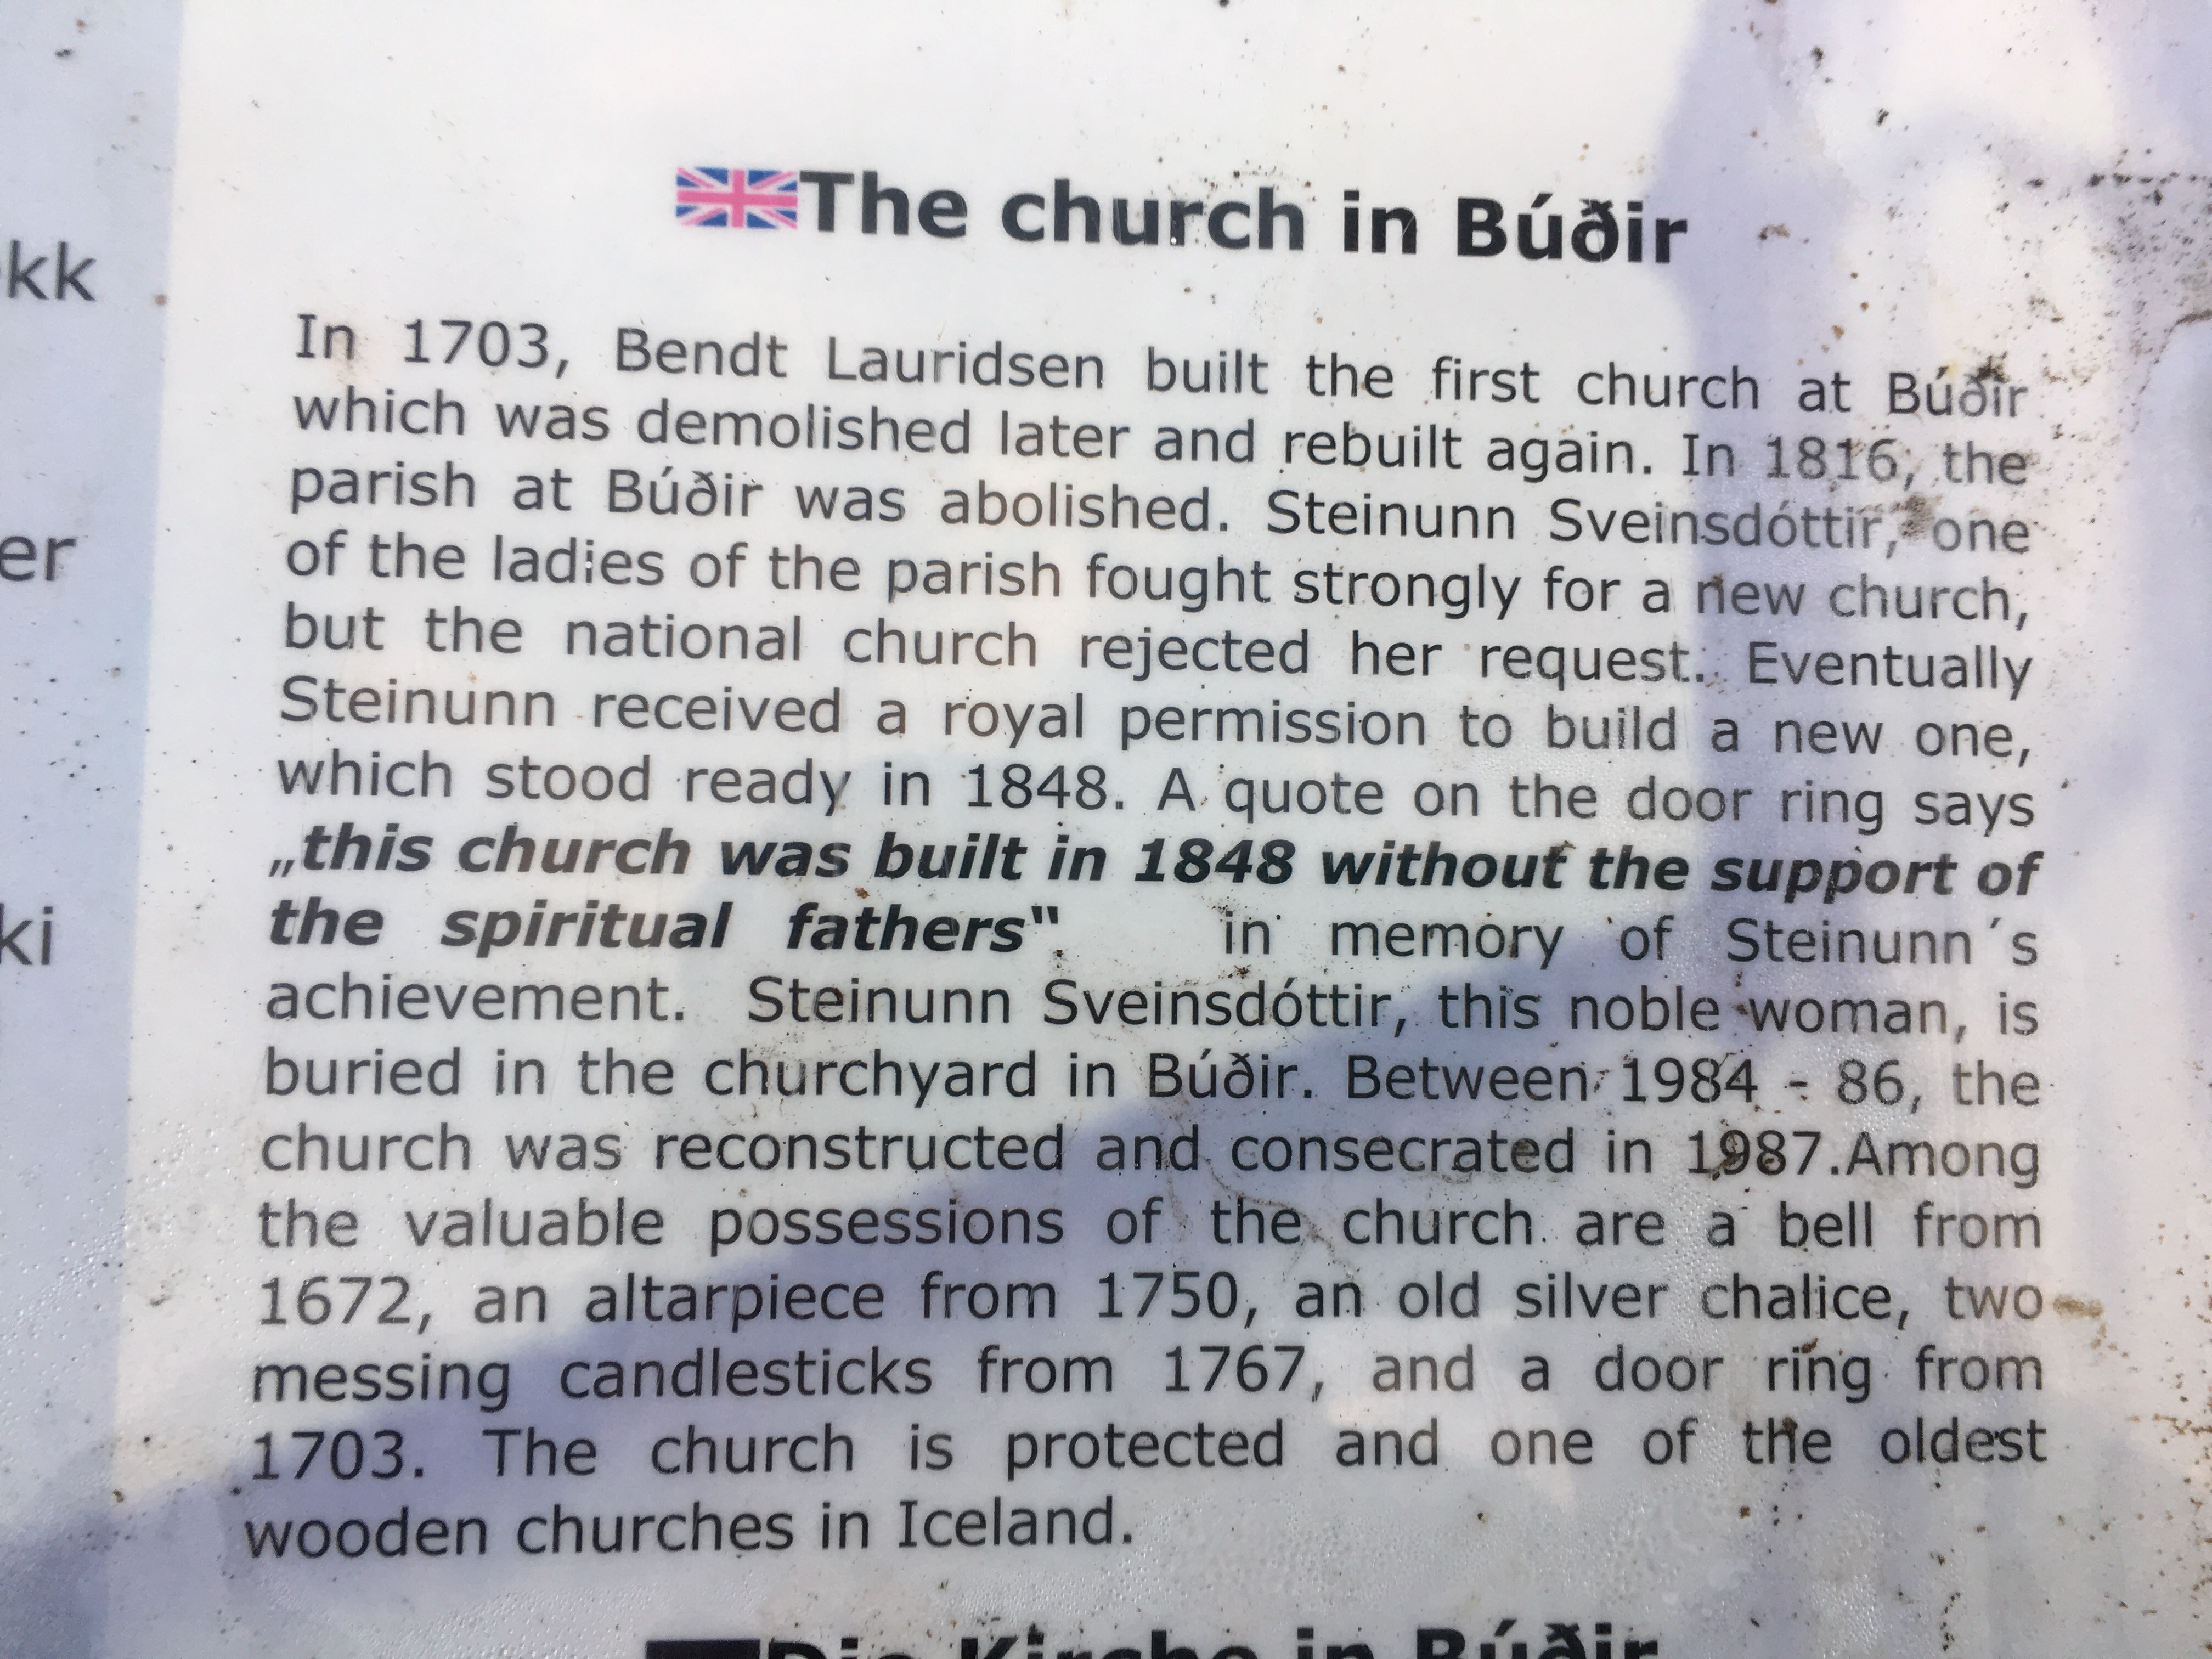 kk
er
ki
The church in Búðir
In 1703, Bendt Lauridsen built the first church at Búðir
which was demolished later and rebuilt again. In 1816, the
parish at Búðir was abolished. Steinunn Sveinsdóttir, one
of the ladies of the parish fought strongly for a new church,
but the national church rejected her request. Eventually
Steinunn received a royal permission to build a new one,
which stood ready in 1848. A quote on the door ring says
„this church was built in 1848 without the support of
the spiritual fathers" in memory of Steinunn´s
achievement. Steinunn Sveinsdóttir, this noble woman, is
buried in the churchyard in Búðir. Between 1984 - 86, the
church was reconstructed and consecrated in 1987.Among
the valuable possessions of the church are a bell from
1672, an altarpiece from 1750, an old silver chalice, two
messing candlesticks from 1767, and a door ring from
1703. The church is protected and one of the oldest
wooden churches in Iceland.
Die Kirche in Búðir